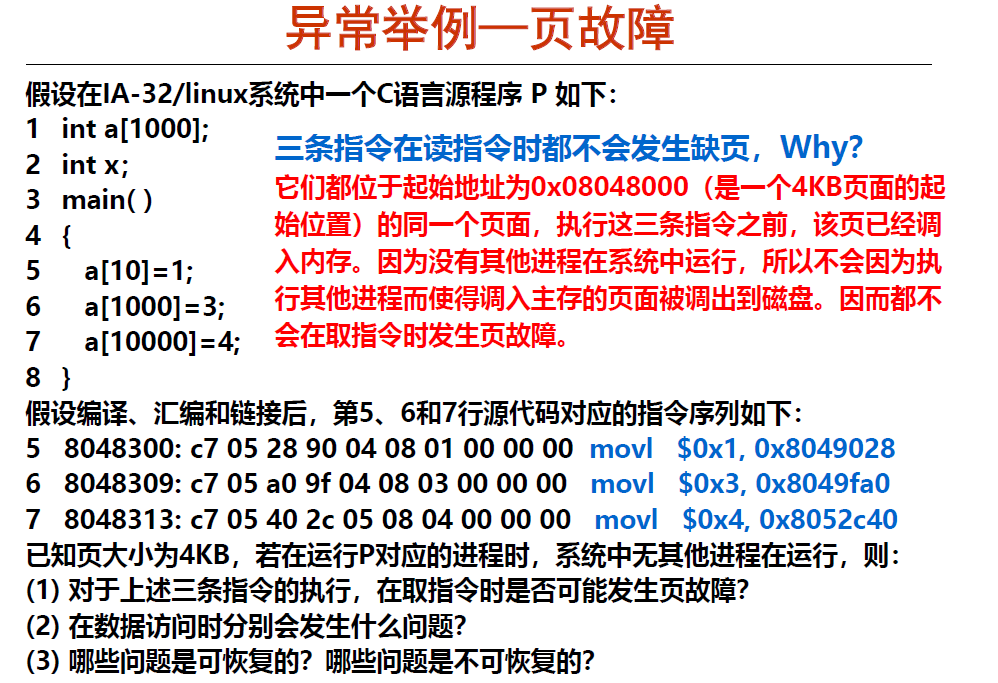 异常举例—页故障
假设在IA-32/linux系统中一个C语言源程序 P 如下：
1 int a[1000];
2 int x;
3 main( )
4 {
5 a[10]=1;
6 a[1000]=3;
7 a[10000]=4;
8 }
三条指令在读指令时都不会发生缺页，Why?
它们都位于起始地址为0x08048000（是一个4KB页面的起
始位置）的同一个页面，执行这三条指令之前，该页已经调
入内存。因为没有其他进程在系统中运行，所以不会因为执
行其他进程而使得调入主存的页面被调出到磁盘。因而都不
会在取指令时发生页故障。
假设编译、汇编和链接后，第5、6和7行源代码对应的指令序列如下：
5 8048300: c7 05 28 90 04 08 01 00 00 00 movl $0x1, 0x8049028
6 8048309: c7 05 a0 9f 04 08 03 00 00 00 movl $0x3, 0x8049fa0
7 8048313: c7 05 40 2c 05 08 04 00 00 00 movl $0x4, 0x8052c40
已知页大小为4KB，若在运行P对应的进程时，系统中无其他进程在运行，则：
(1) 对于上述三条指令的执行，在取指令时是否可能发生页故障？
(2) 在数据访问时分别会发生什么问题？
(3) 哪些问题是可恢复的？哪些问题是不可恢复的？